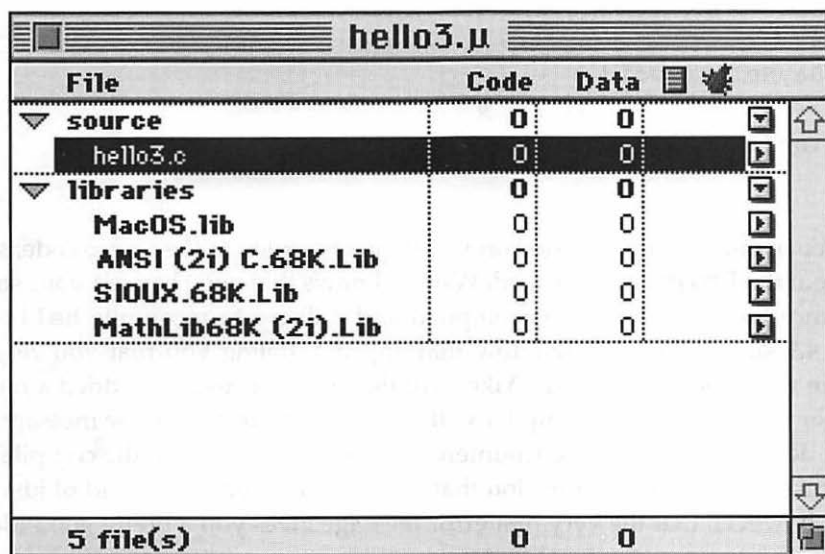 hello3.µ
File Code Data
source 0 0
hello3.c 0 0
libraries 0 0
MacOS.lib 0 0
ANSI (2i) C.68K.Lib 0 0
SIOUX.68K.Lib 0 0
MathLib68K (2i).Lib 0 0
5 file(s) 0 0